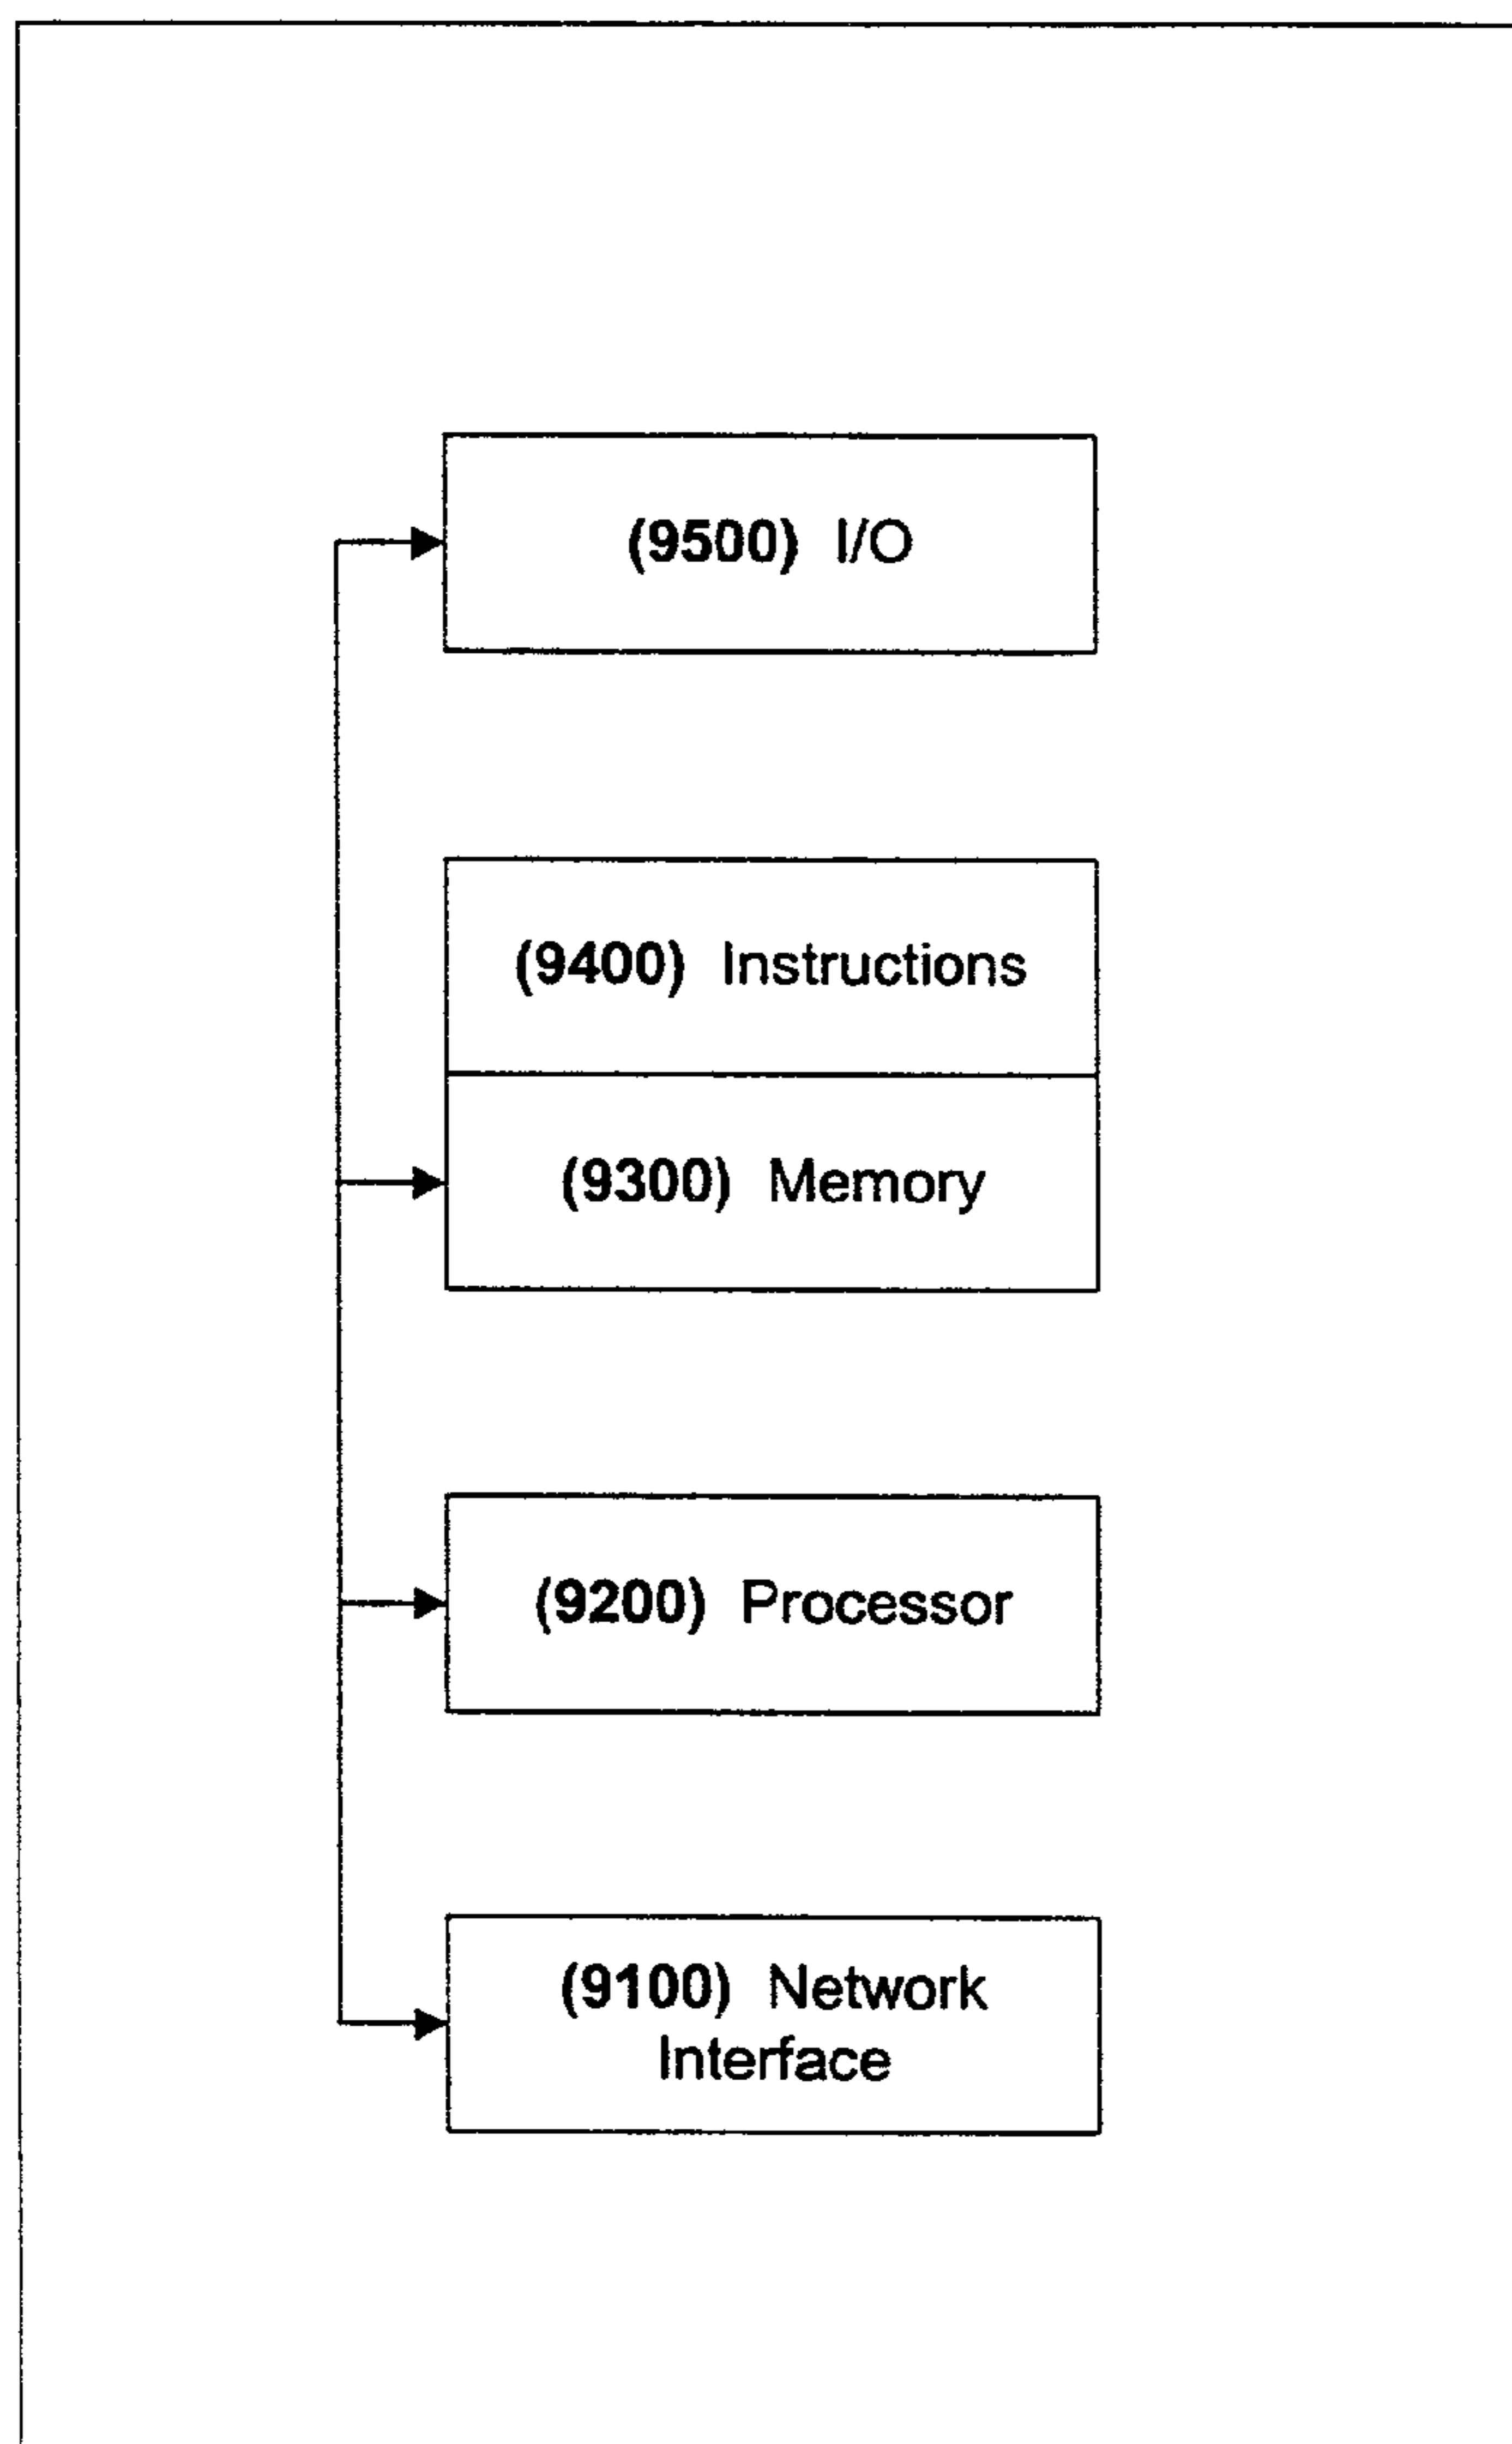 (9500) I/O
(9400) Instructions
(9300) Memory
(9200) Processor
(9100) Network
Interface